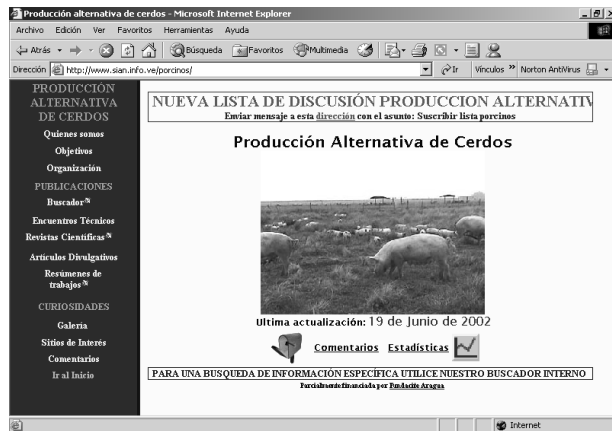 Producción alternativa de cerdos - Microsoft Internet Explorer
Archivo Edición Ver Favoritos Herramientas Ayuda
Atrás Búsqueda Favoritos Multimedia
Dirección http://www.sian.info.ve/porcinos/ Ir Vínculos » Norton AntiVirus
PRODUCCIÓN
ALTERNATIVA
DE CERDOS
Quienes somos
Objetivos
Organización
PUBLICACIONES
Buscador
Encuentros Técnicos
Revistas Científicas
Artículos Divulgativos
Resúmenes de
trabajos
CURIOSIDADES
Galería
Sitios de Interés
Comentarios
Ir al Inicio
NUEVA LISTA DE DISCUSIÓN PRODUCCION ALTERNATIV
Enviar mensaje a esta dirección con el asunto: Suscribir lista porcinos
Producción Alternativa de Cerdos
Ultima actualización: 19 de Junio de 2002
Comentarios Estadísticas
PARA UNA BUSQUEDA DE INFORMACIÓN ESPECÍFICA UTILICE NUESTRO BUSCADOR INTERNO
Parcialmente financiada por Fundacite Aragua
Internet